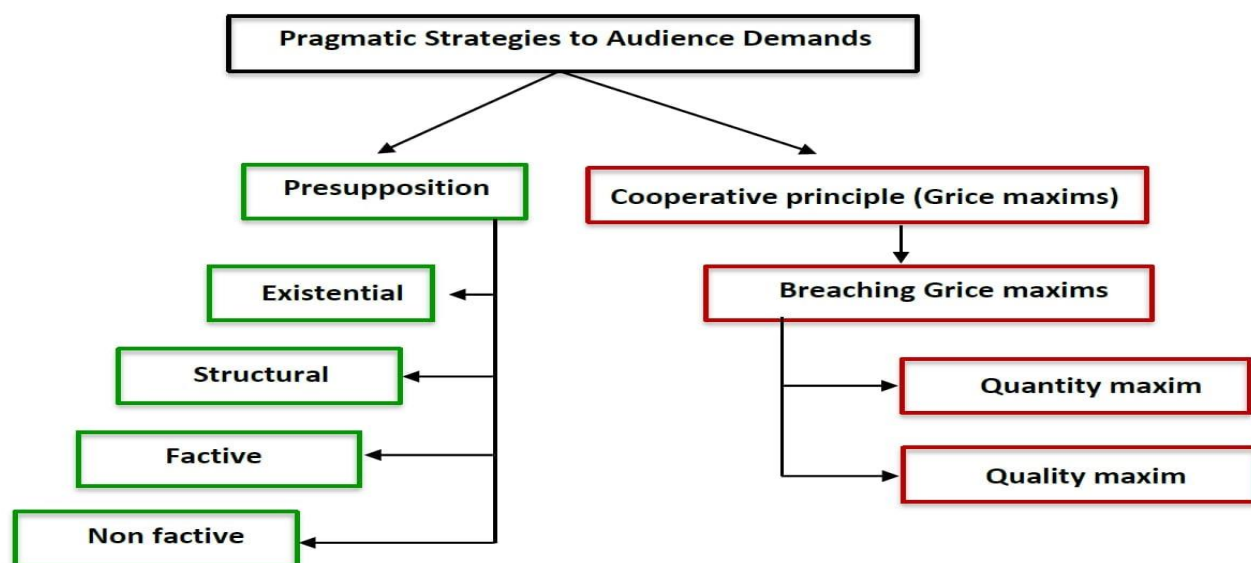 Pragmatic Strategies to Audience Demands
Presupposition
Cooperative principle (Grice maxims)
Existential
Breaching Grice maxims
Structural
Quantity maxim
Factive
Quality maxim
Non factive